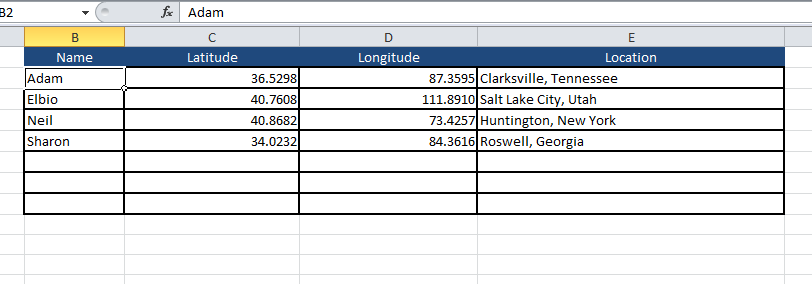 B2 fx Adam
B C D E
Name Latitude Longitude Location
Adam 36.5298 87.3595 Clarksville, Tennessee
Elbio 40.7608 111.8910 Salt Lake City, Utah
Neil 40.8682 73.4257 Huntington, New York
Sharon 34.0232 84.3616 Roswell, Georgia